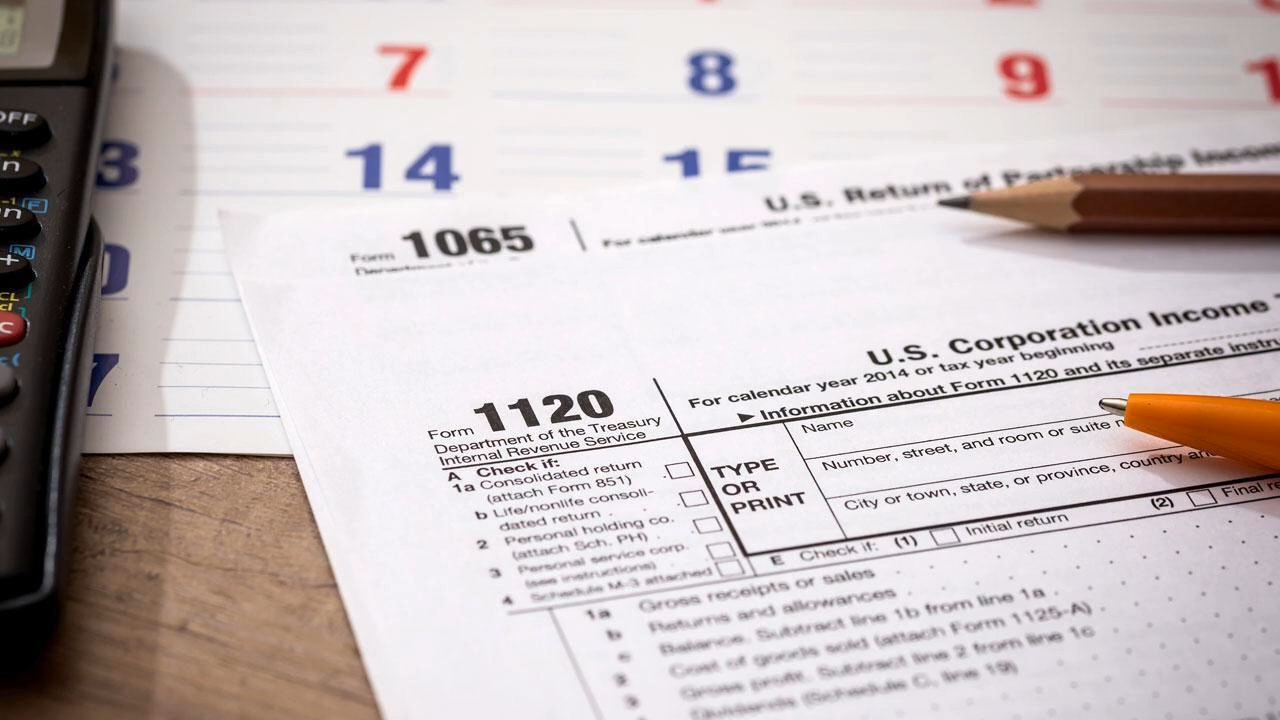 7 8 9
14 15
OFF
U.S. Return of Partnership Income
Form 1065
For calendar year 2014
U.S. Corporation Income
For calendar year 2014 or tax year beginning
► Information about Form 1120 and its separate
Form 1120
Department of the Treasury
Internal Revenue Service
TYPE
OR
PRINT
Name
Number, street, and room or suite
City or town, state, or province, country
A Check if:
1a Consolidated return
(attach Form 851)
b Life/nonlife consoli-
dated return
2 Personal holding co.
(attach Sch. PH)
3 Personal service corp.
(see instructions)
4 Schedule M-3 attached
E Check if: (1) Initial return (2) Final
1a Gross receipts or sales
b Returns and allowances
c Balance. Subtract line 1b from line 1a
2 Cost of goods sold (attach Form 1125-A)
3 Gross profit. Subtract line 2 from line 1c
Dividends (Schedule C, line 19)